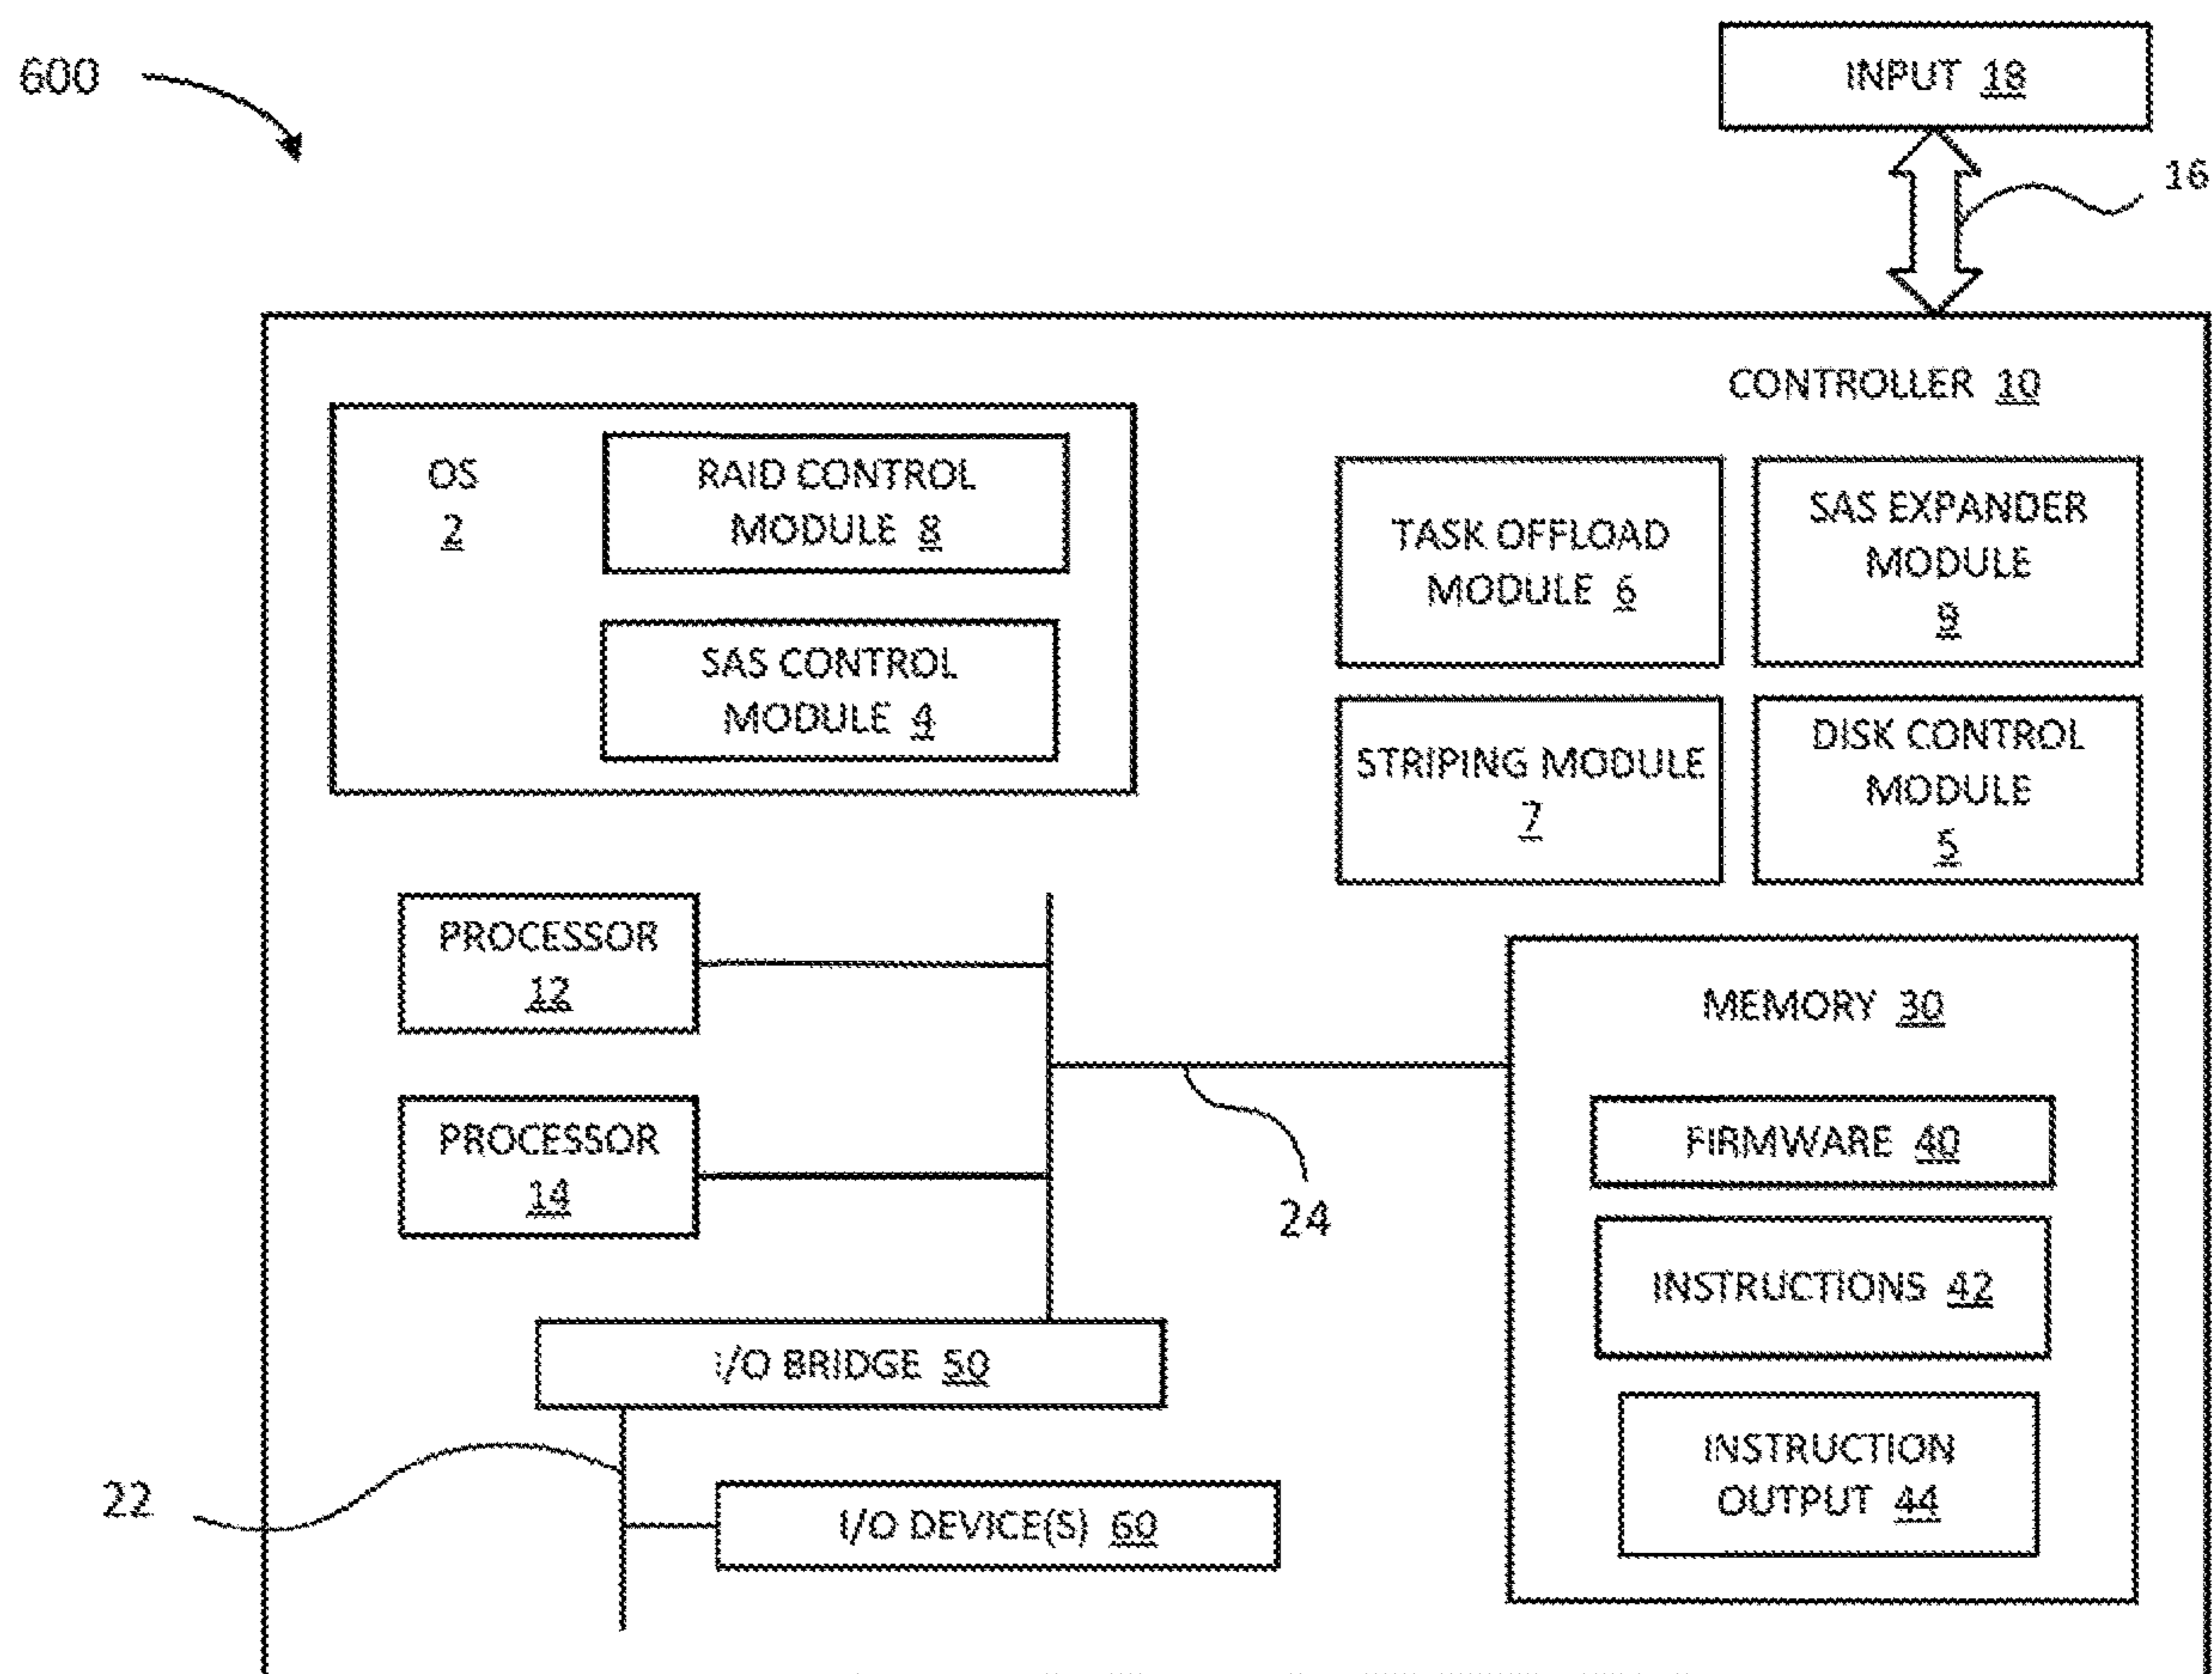 600
INPUT 18
16
CONTROLLER 10
OS
2
RAID CONTROL
MODULE 8
SAS CONTROL
MODULE 4
TASK OFFLOAD
MODULE 6
SAS EXPANDER
MODULE
9
STRIPING MODULE
7
DISK CONTROL
MODULE
5
PROCESSOR
12
PROCESSOR
14
24
MEMORY 30
FIRMWARE 40
INSTRUCTIONS 42
INSTRUCTION
OUTPUT 44
I/O BRIDGE 50
22
I/O DEVICE(S) 60